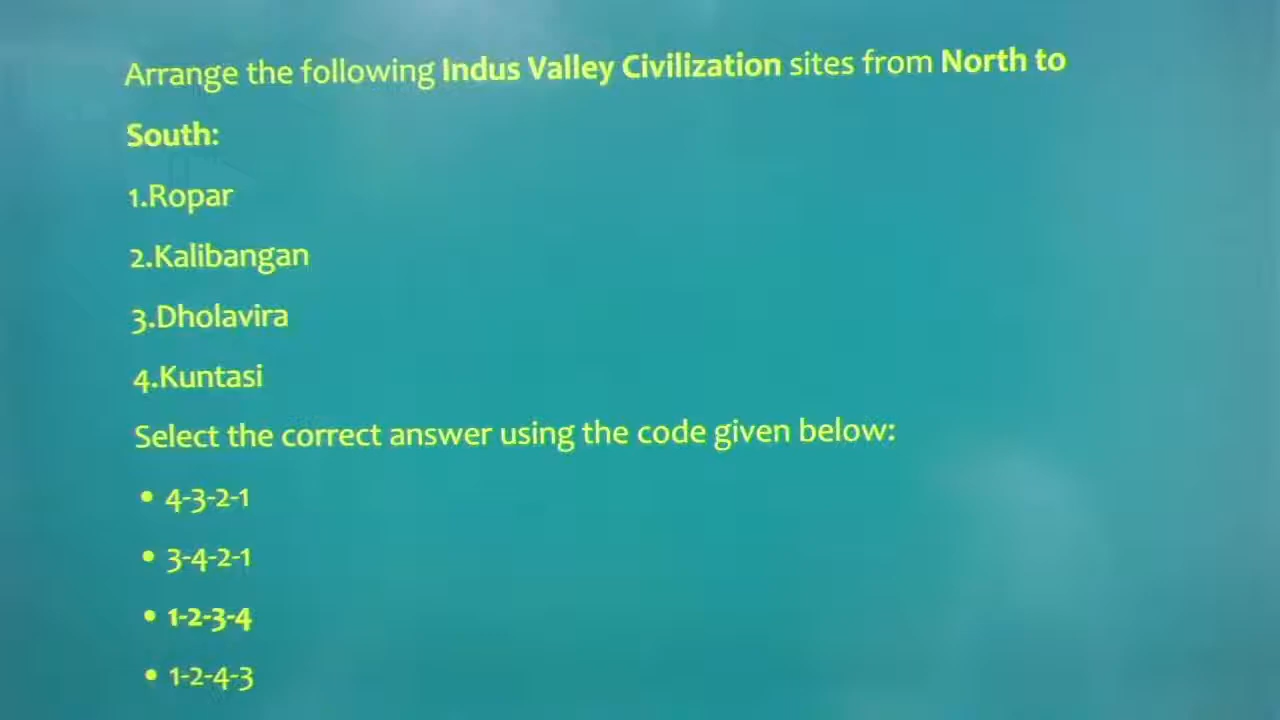 Arrange the following Indus Valley Civilization sites from North to
South:
1.Ropar
2.Kalibangan
3.Dholavira
4.Kuntasi
Select the correct answer using the code given below:
• 4-3-2-1
• 3-4-2-1
• 1-2-3-4
• 1-2-4-3